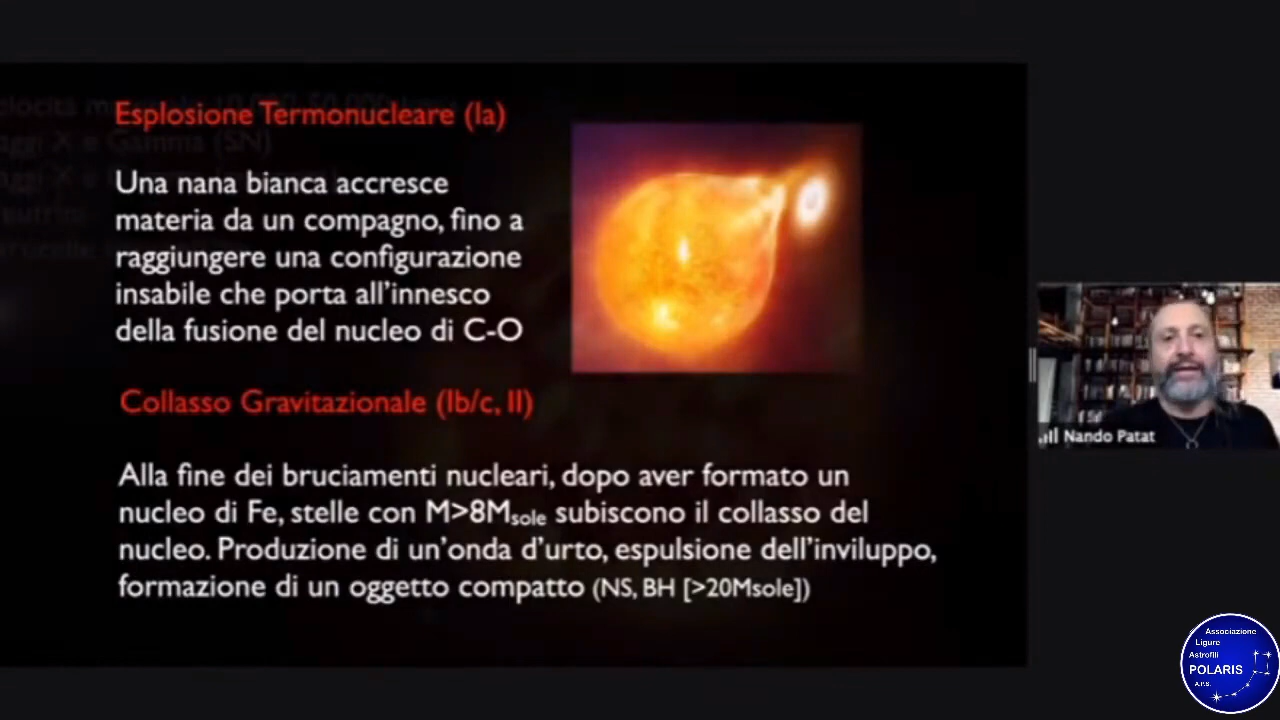 Esplosione Termonucleare (Ia)
Una nana bianca accresce
materia da un compagno, fino a
raggiungere una configurazione
insabile che porta all'innesco
della fusione del nucleo di C-O
Collasso Gravitazionale (Ib/c, II)
Alla fine dei bruciamenti nucleari, dopo aver formato un
nucleo di Fe, stelle con M>8Msole subiscono il collasso del
nucleo. Produzione di un'onda d'urto, espulsione dell'inviluppo,
formazione di un oggetto compatto (NS, BH [>20Msole])
Nando Patat
Associazione
Ligure
Astrofili
POLARIS
A.P.S.